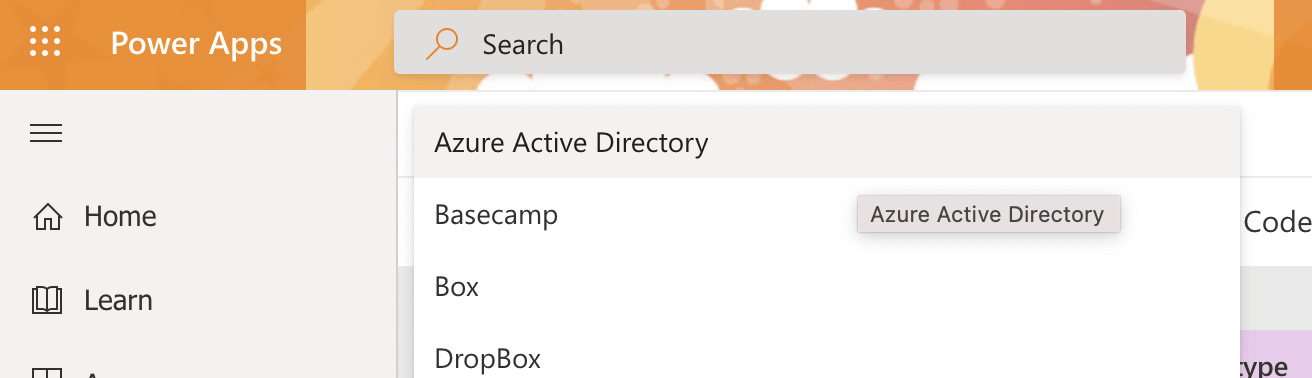 Power Apps
Search
Azure Active Directory
Home
Basecamp
Azure Active Directory
Code
Box
Learn
DropBox
type